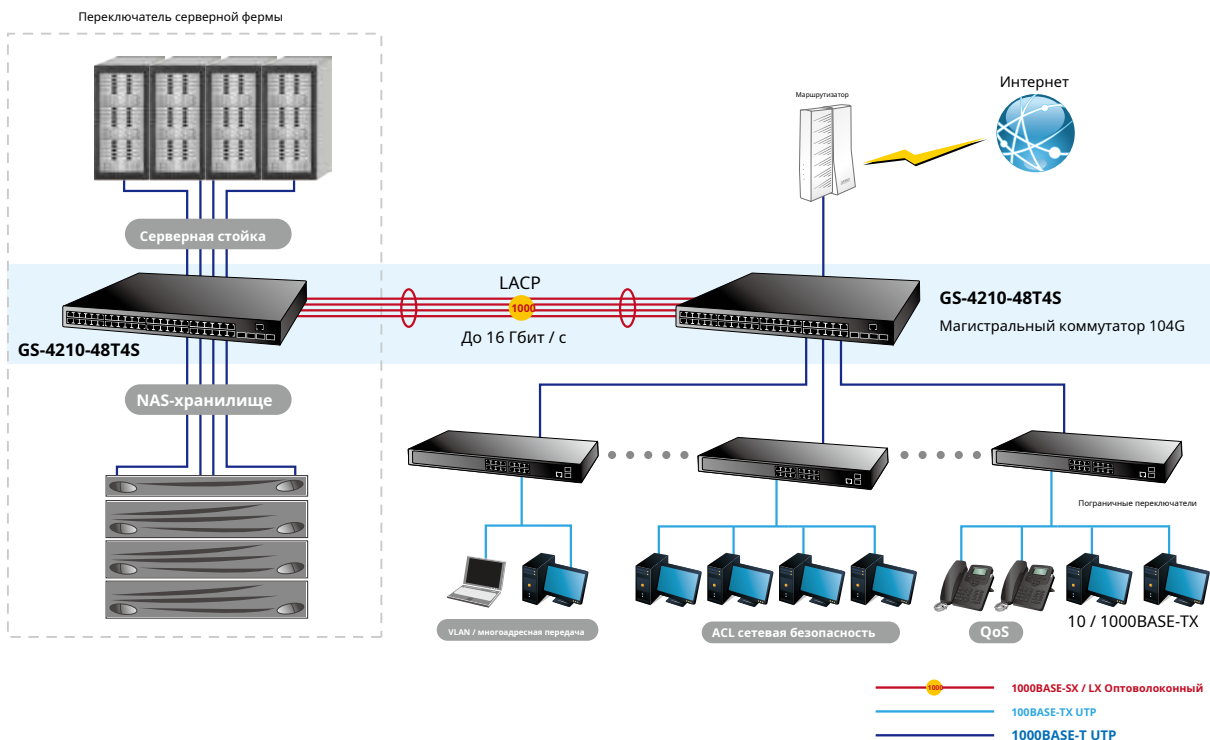 Переключатель серверной фермы
Интернет
Маршрутизатор
Серверная стойка
LACP
1000
До 16 Гбит / с
GS-4210-48T4S
Магистральный коммутатор 104G
GS-4210-48T4S
NAS-хранилище
Пограничные переключатели
VLAN / многоадресная передача
ACL сетевая безопасность
QoS
10 / 1000BASE-TX
1000
1000BASE-SX / LX Оптоволоконный
100BASE-TX UTP
1000BASE-T UTP